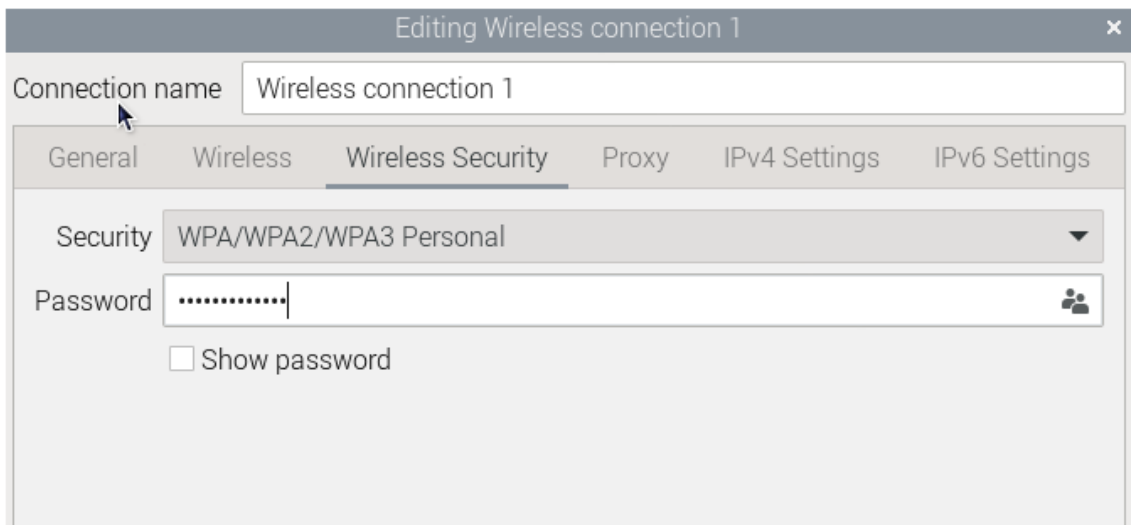 Editing Wireless connection 1
Connection name Wireless connection 1
General Wireless Wireless Security Proxy IPv4 Settings IPv6 Settings
Security WPA/WPA2/WPA3 Personal
Password •••••••••••••
Show password